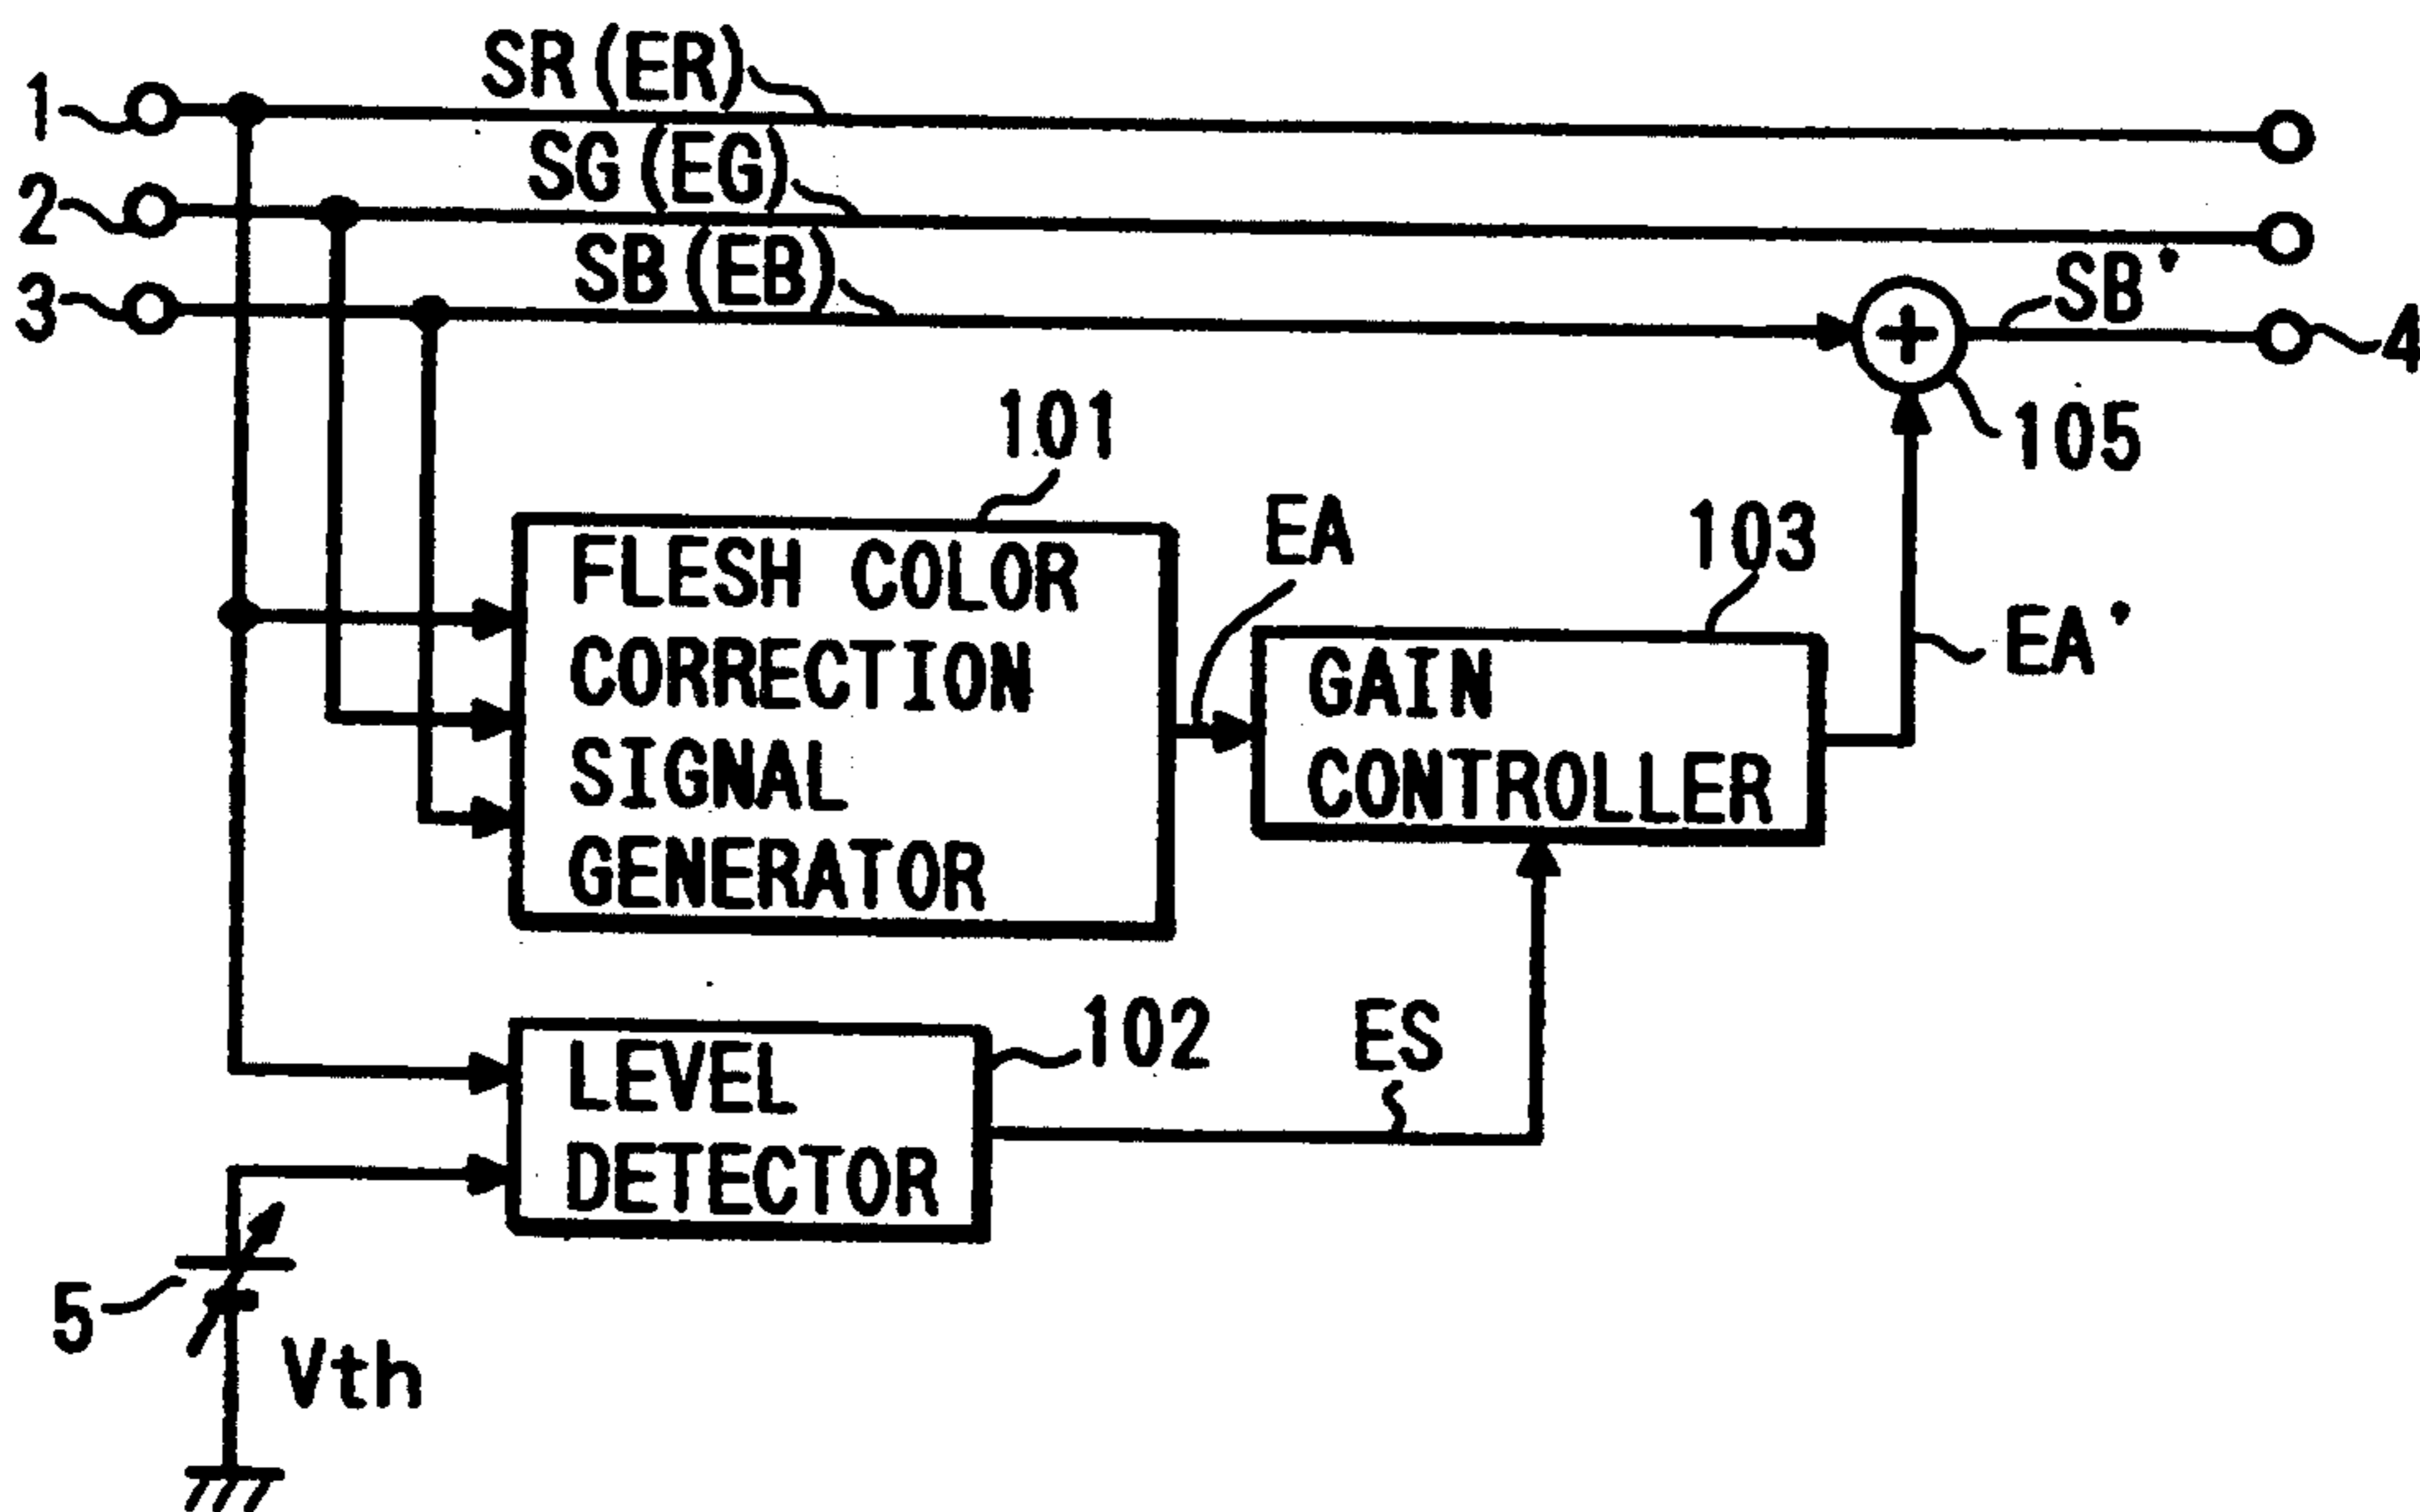 1
SR(ER)
2
SG(EG)
3
SB(EB)
SB'
4
105
101
FLESH COLOR
CORRECTION
SIGNAL
GENERATOR
EA
103
GAIN
CONTROLLER
EA'
102
LEVEL
DETECTOR
ES
5
Vth